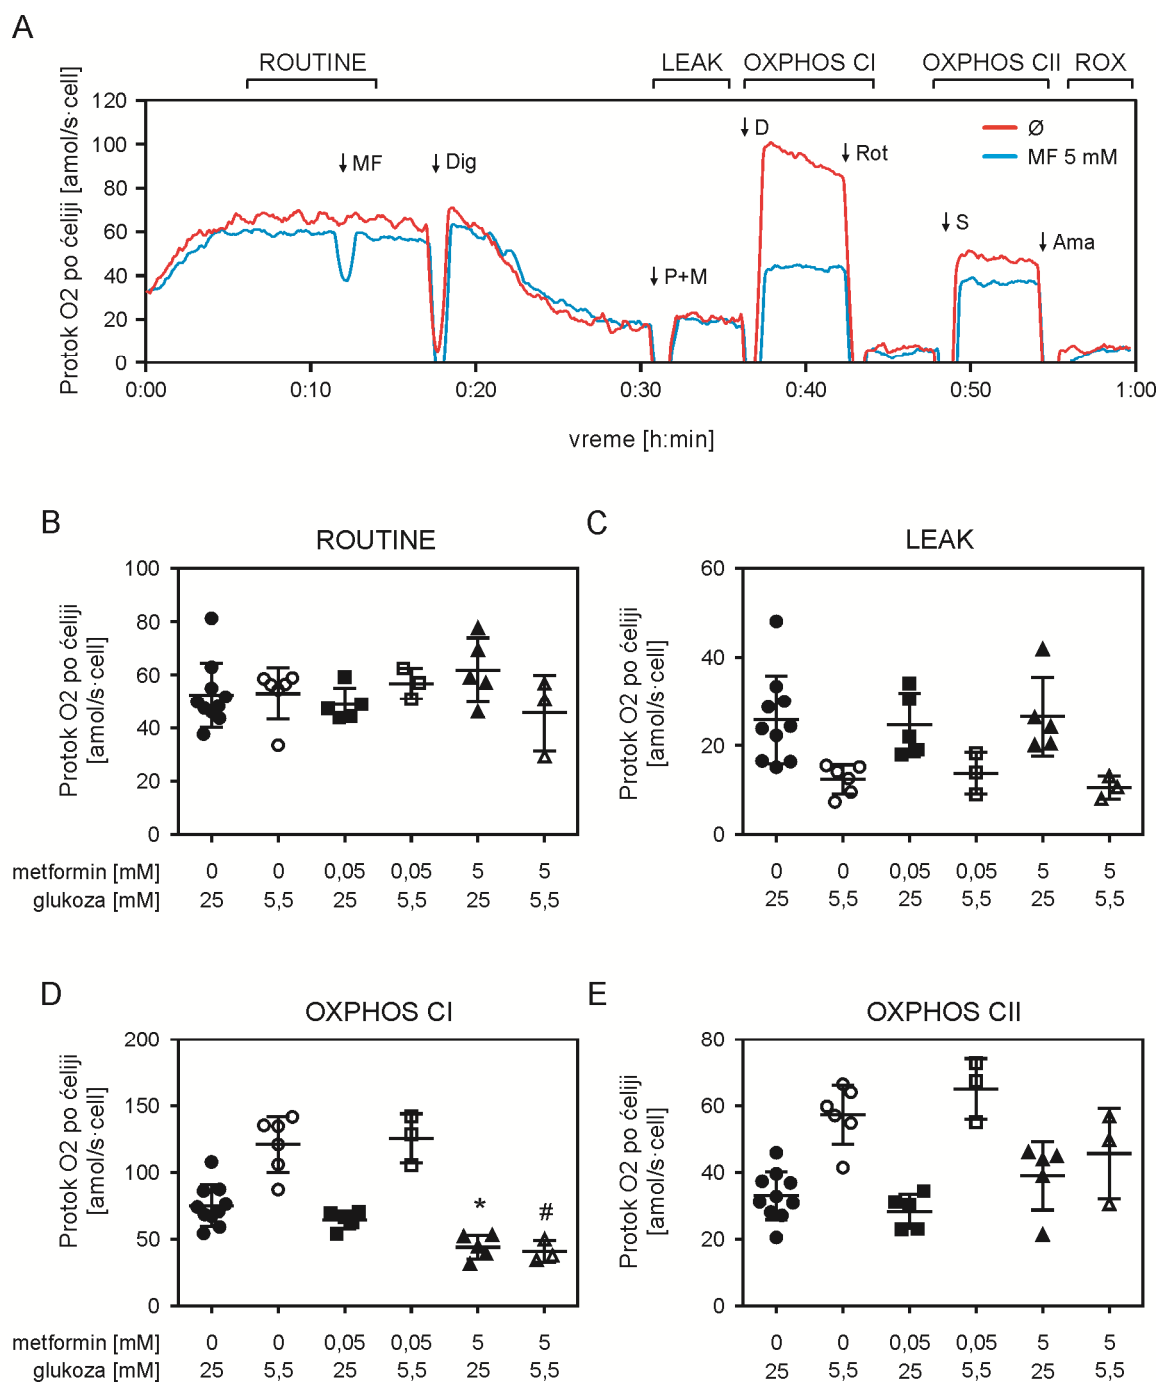 A
ROUTINE LEAK OXPHOS CI OXPHOS CII ROX
Protok O2 po ćeliji [amol/s·cell]
120
100
80
60
40
20
0
MF
Dig
P+M
D
Rot
S
Ama
Ø
MF 5 mM
0:00 0:10 0:20 0:30 0:40 0:50 1:00
vreme [h:min]
B
ROUTINE
Protok O2 po ćeliji
[amol/s·cell]
100
80
60
40
20
0
metformin [mM] 0 0 0,05 0,05 5 5
glukoza [mM] 25 5,5 25 5,5 25 5,5
C
LEAK
Protok O2 po ćeliji
[amol/s·cell]
60
40
20
0
0 0 0,05 0,05 5 5
25 5,5 25 5,5 25 5,5
D
OXPHOS CI
Protok O2 po ćeliji
[amol/s·cell]
200
150
100
50
0
*
#
metformin [mM] 0 0 0,05 0,05 5 5
glukoza [mM] 25 5,5 25 5,5 25 5,5
E
OXPHOS CII
Protok O2 po ćeliji
[amol/s·cell]
80
60
40
20
0
0 0 0,05 0,05 5 5
25 5,5 25 5,5 25 5,5